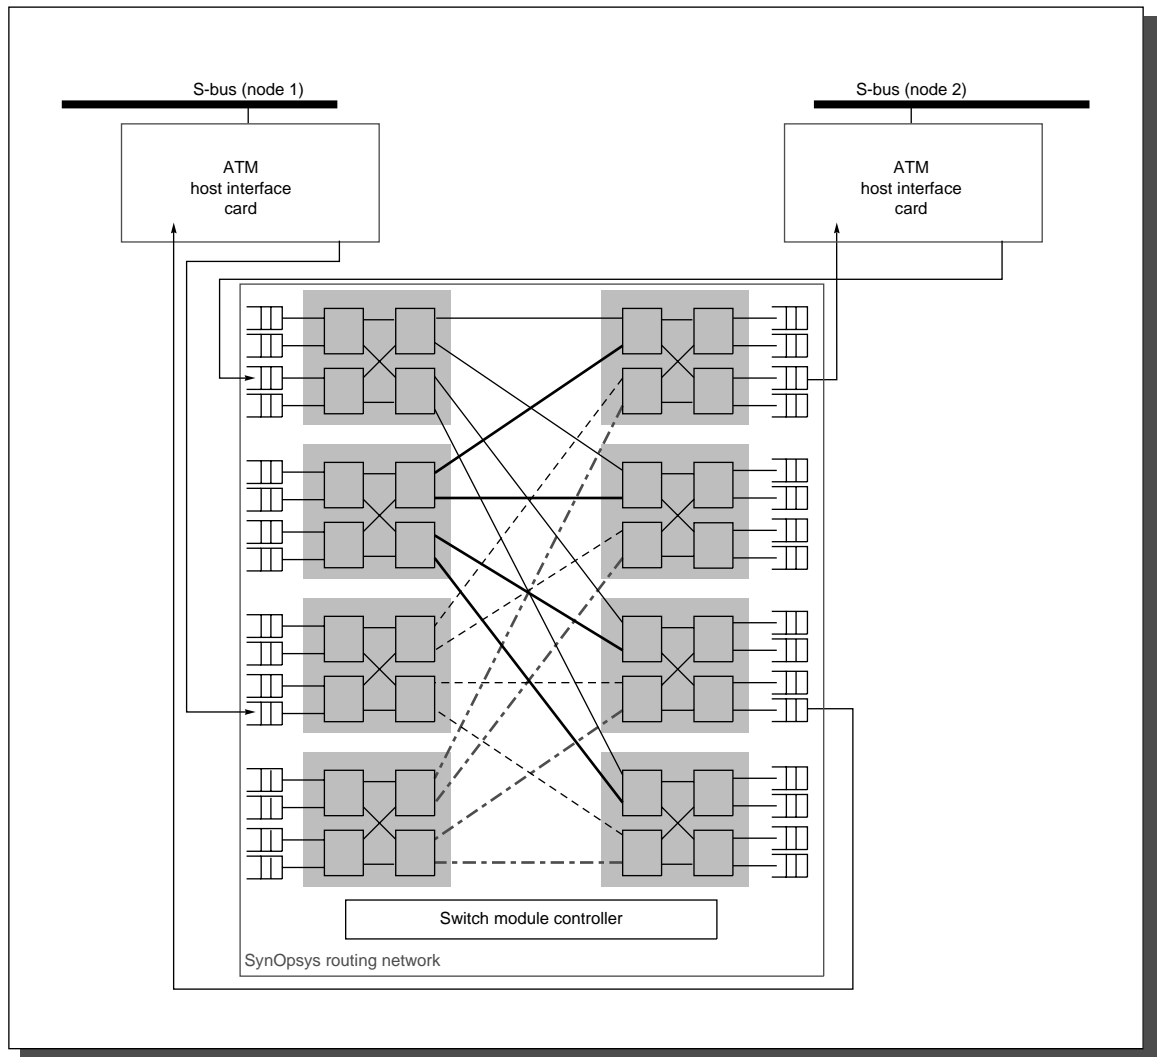 S-bus (node 1)
S-bus (node 2)
ATM
host interface
card
ATM
host interface
card
Switch module controller
SynOpsys routing network